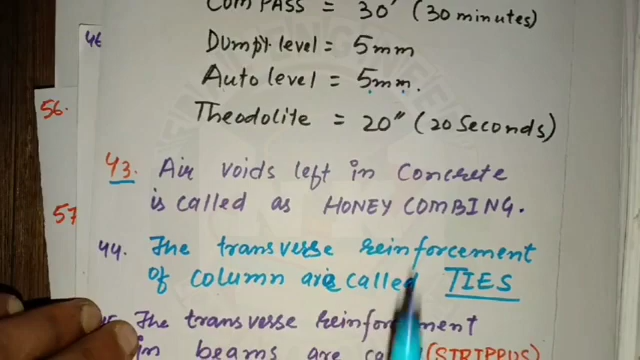 46
COMPASS = 30' (30 minutes)
Dumpy level = 5mm
Auto level = 5mm.
Theodolite = 20" (20 Seconds)
56.
43. Air voids left in Concrete
is called as HONEY COMBING.
57
44. The transverse reinforcement
of column are called TIES
The transverse reinforcement
in beams are (STRIPPUS)